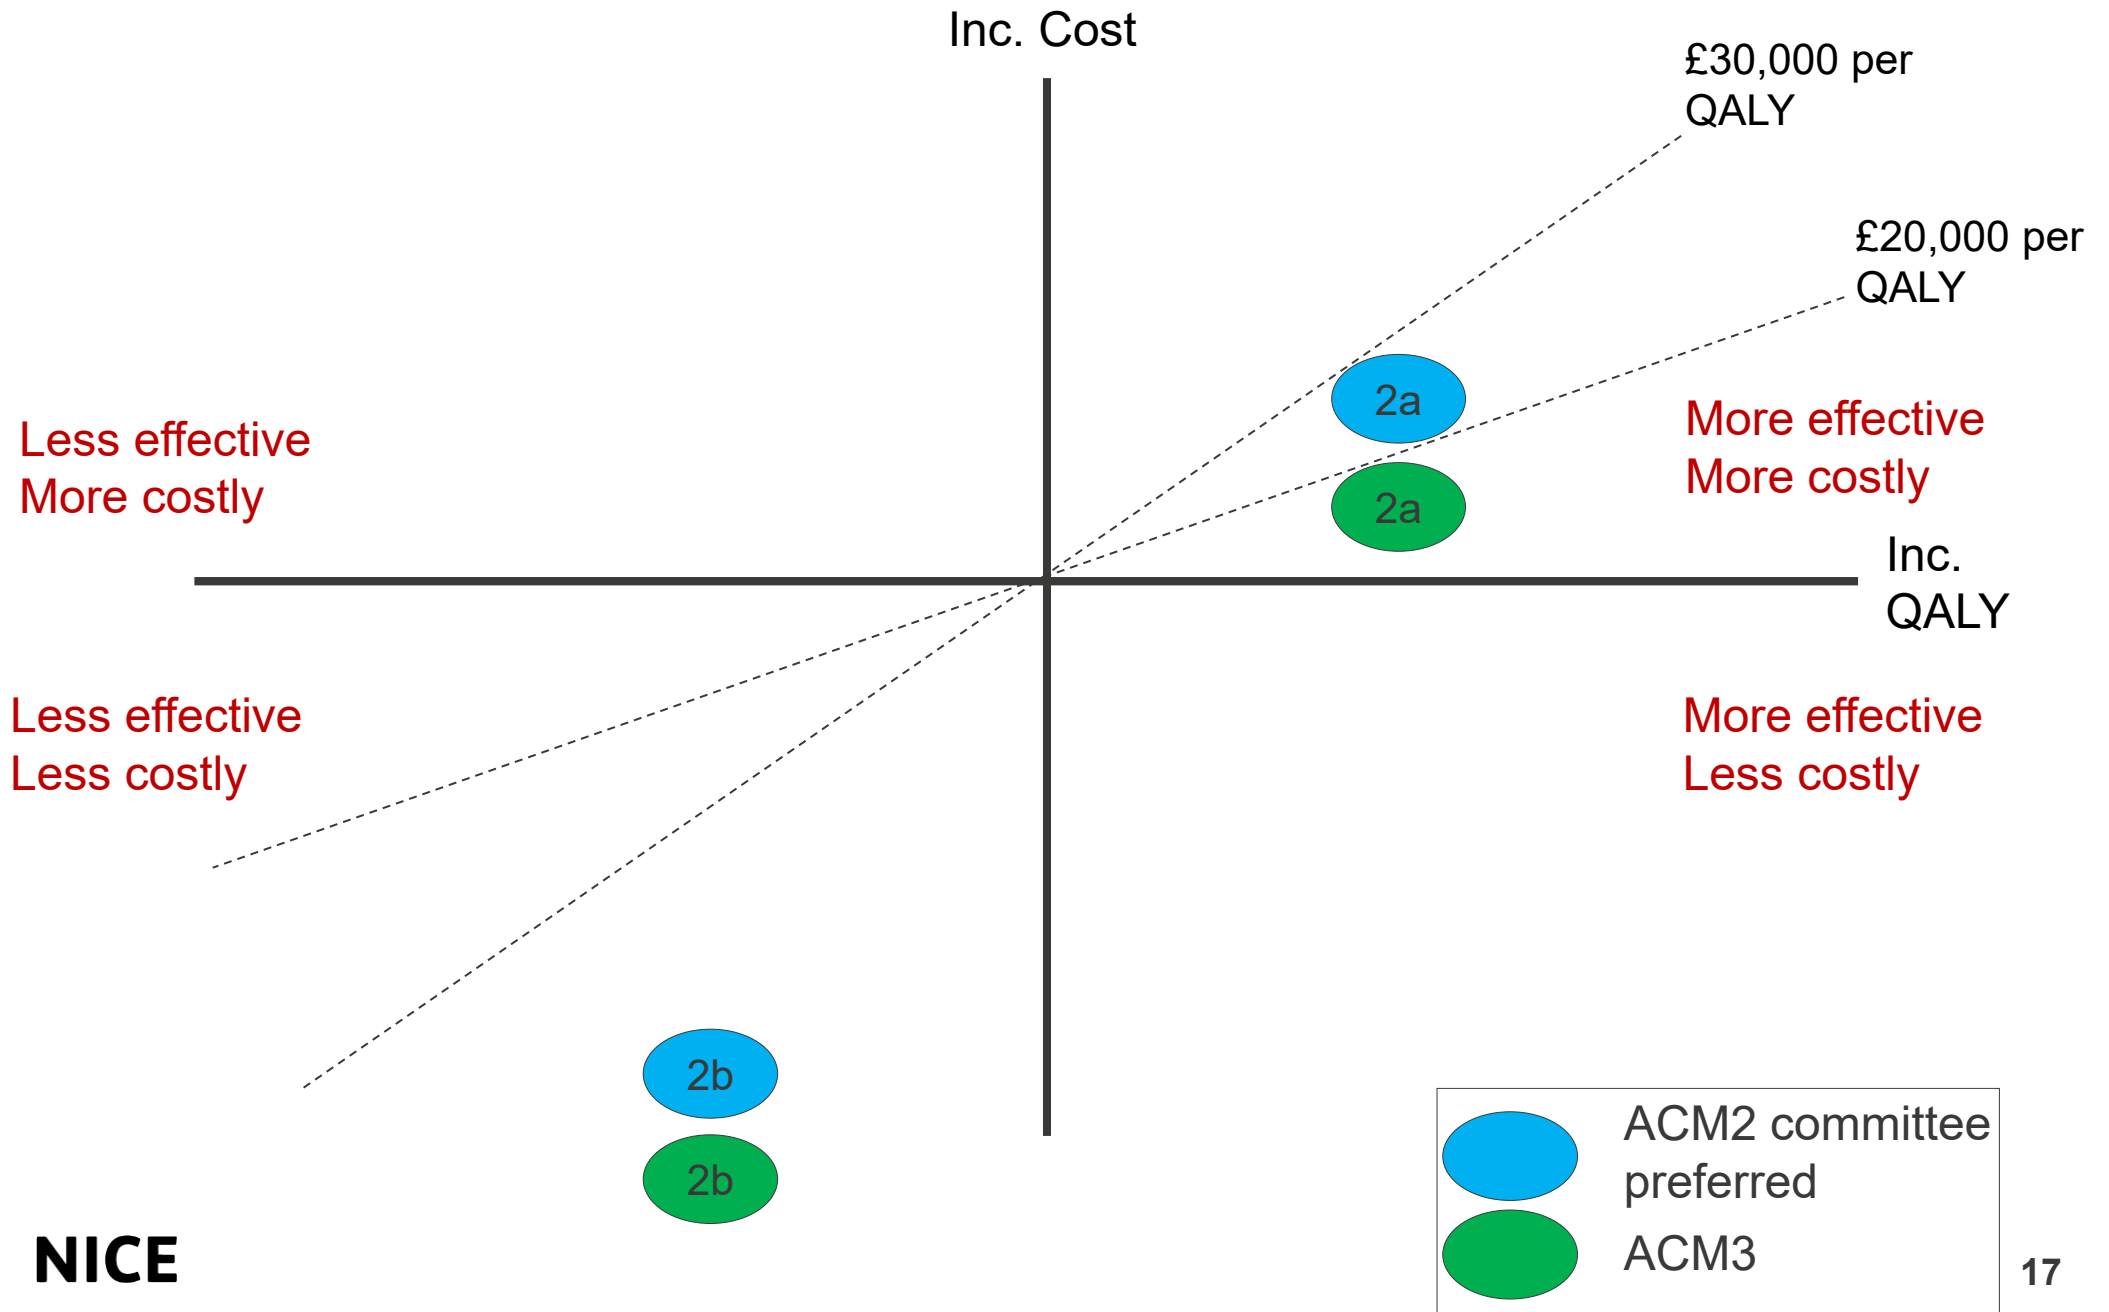 Inc. Cost
£30,000 per
QALY
£20,000 per
QALY
2a
2a
Less effective
More costly
More effective
More costly
Inc.
QALY
Less effective
Less costly
More effective
Less costly
2b
2b
ACM2 committee
preferred
ACM3
NICE
17